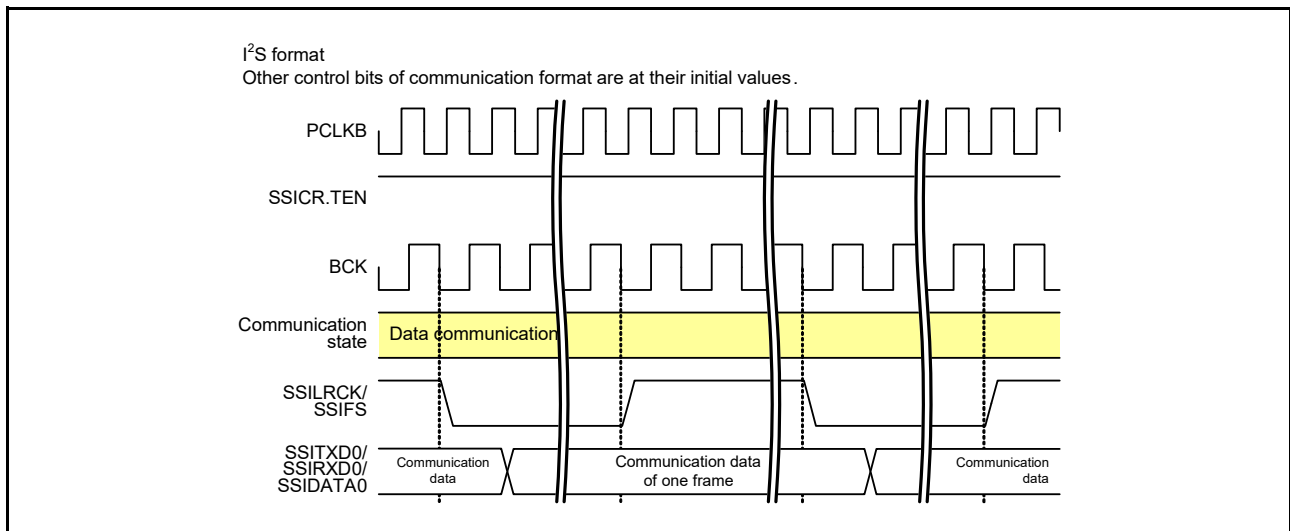 I²S format
Other control bits of communication format are at their initial values.
PCLKB
SSICR.TEN
BCK
Communication
state
Data communication
SSILRCK/
SSIFS
SSITXD0/
SSIRXD0/
SSIDATA0
Communication
data
Communication data
of one frame
Communication
data